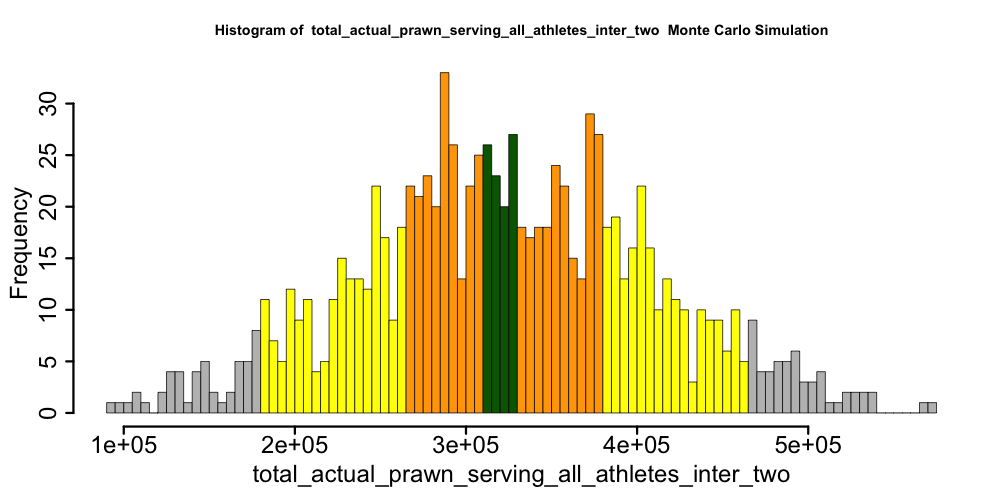 Histogram of  total_actual_prawn_serving_all_athletes_inter_two  Monte Carlo Simulation
Frequency
30
25
20
15
10
5
0
1e+05 2e+05 3e+05 4e+05 5e+05
total_actual_prawn_serving_all_athletes_inter_two